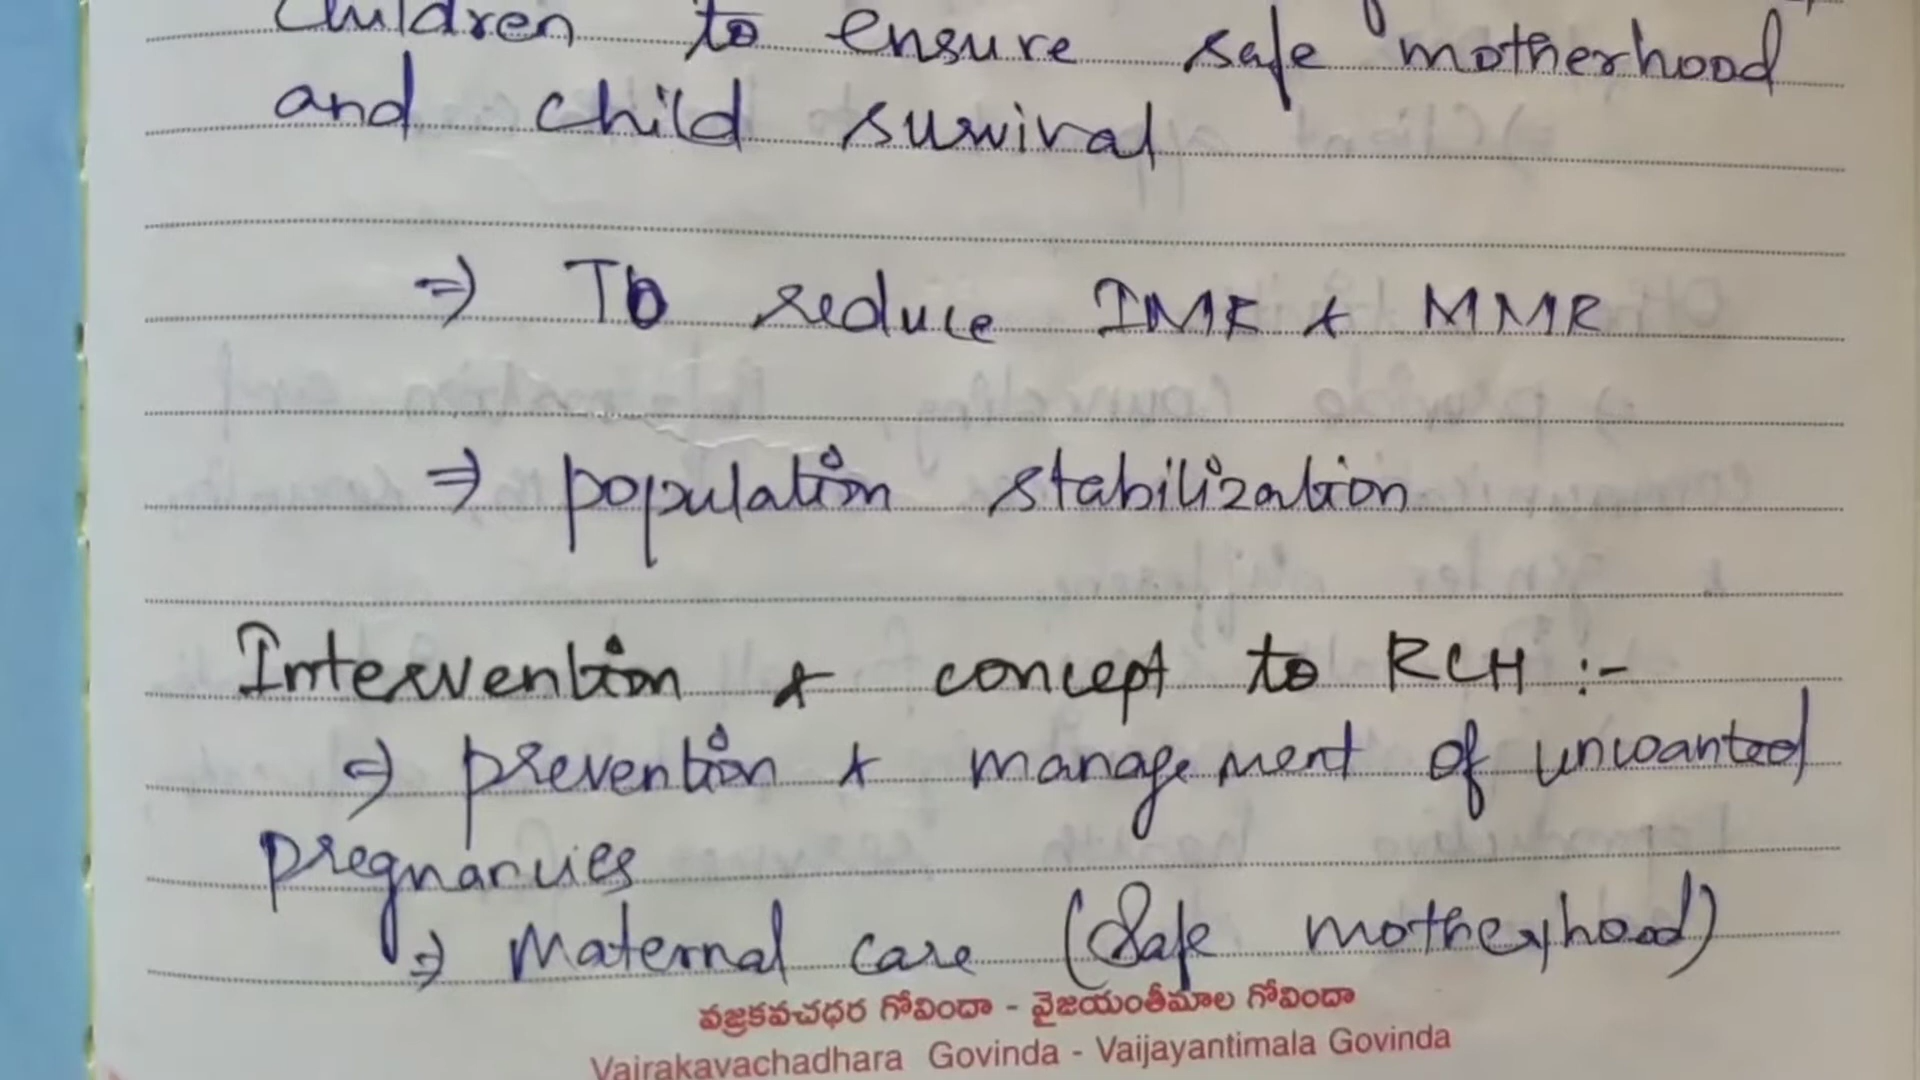 children to ensure safe motherhood
and child survival
⇒ To reduce IMR & MMR
⇒ population stabilization
Intervention & concept to RCH :-
⇒ prevention & management of unwanted
pregnancies
⇒ Maternal care (Safe motherhood)
వజ్రకవచధర గోవిందా - వైజయంతీమాల గోవిందా
Vajrakavachadhara Govinda - Vaijayantimala Govinda